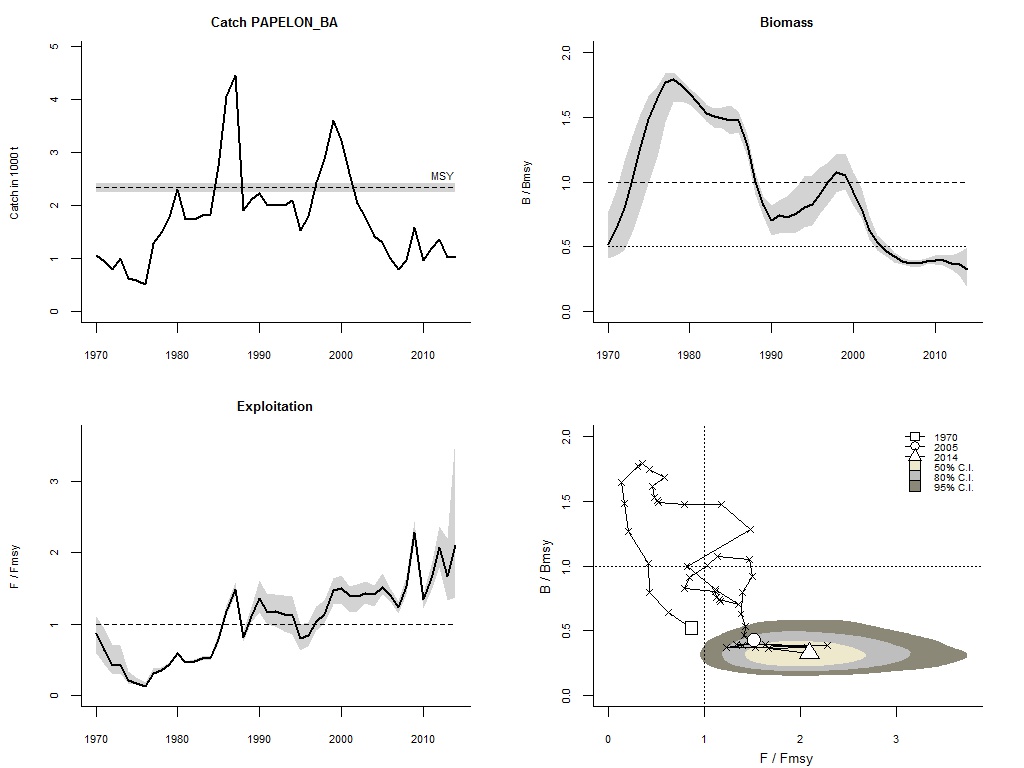 Catch PAPELON_BA
Catch in 1000 t
5
4
3
2
1
0
MSY
1970 1980 1990 2000 2010
Biomass
B / Bmsy
2.0
1.5
1.0
0.5
0.0
1970 1980 1990 2000 2010
Exploitation
F / Fmsy
3
2
1
0
1970 1980 1990 2000 2010
B / Bmsy
2.0
1.5
1.0
0.5
0.0
1970
2005
2014
50% C.I.
80% C.I.
95% C.I.
0 1 2 3
F / Fmsy